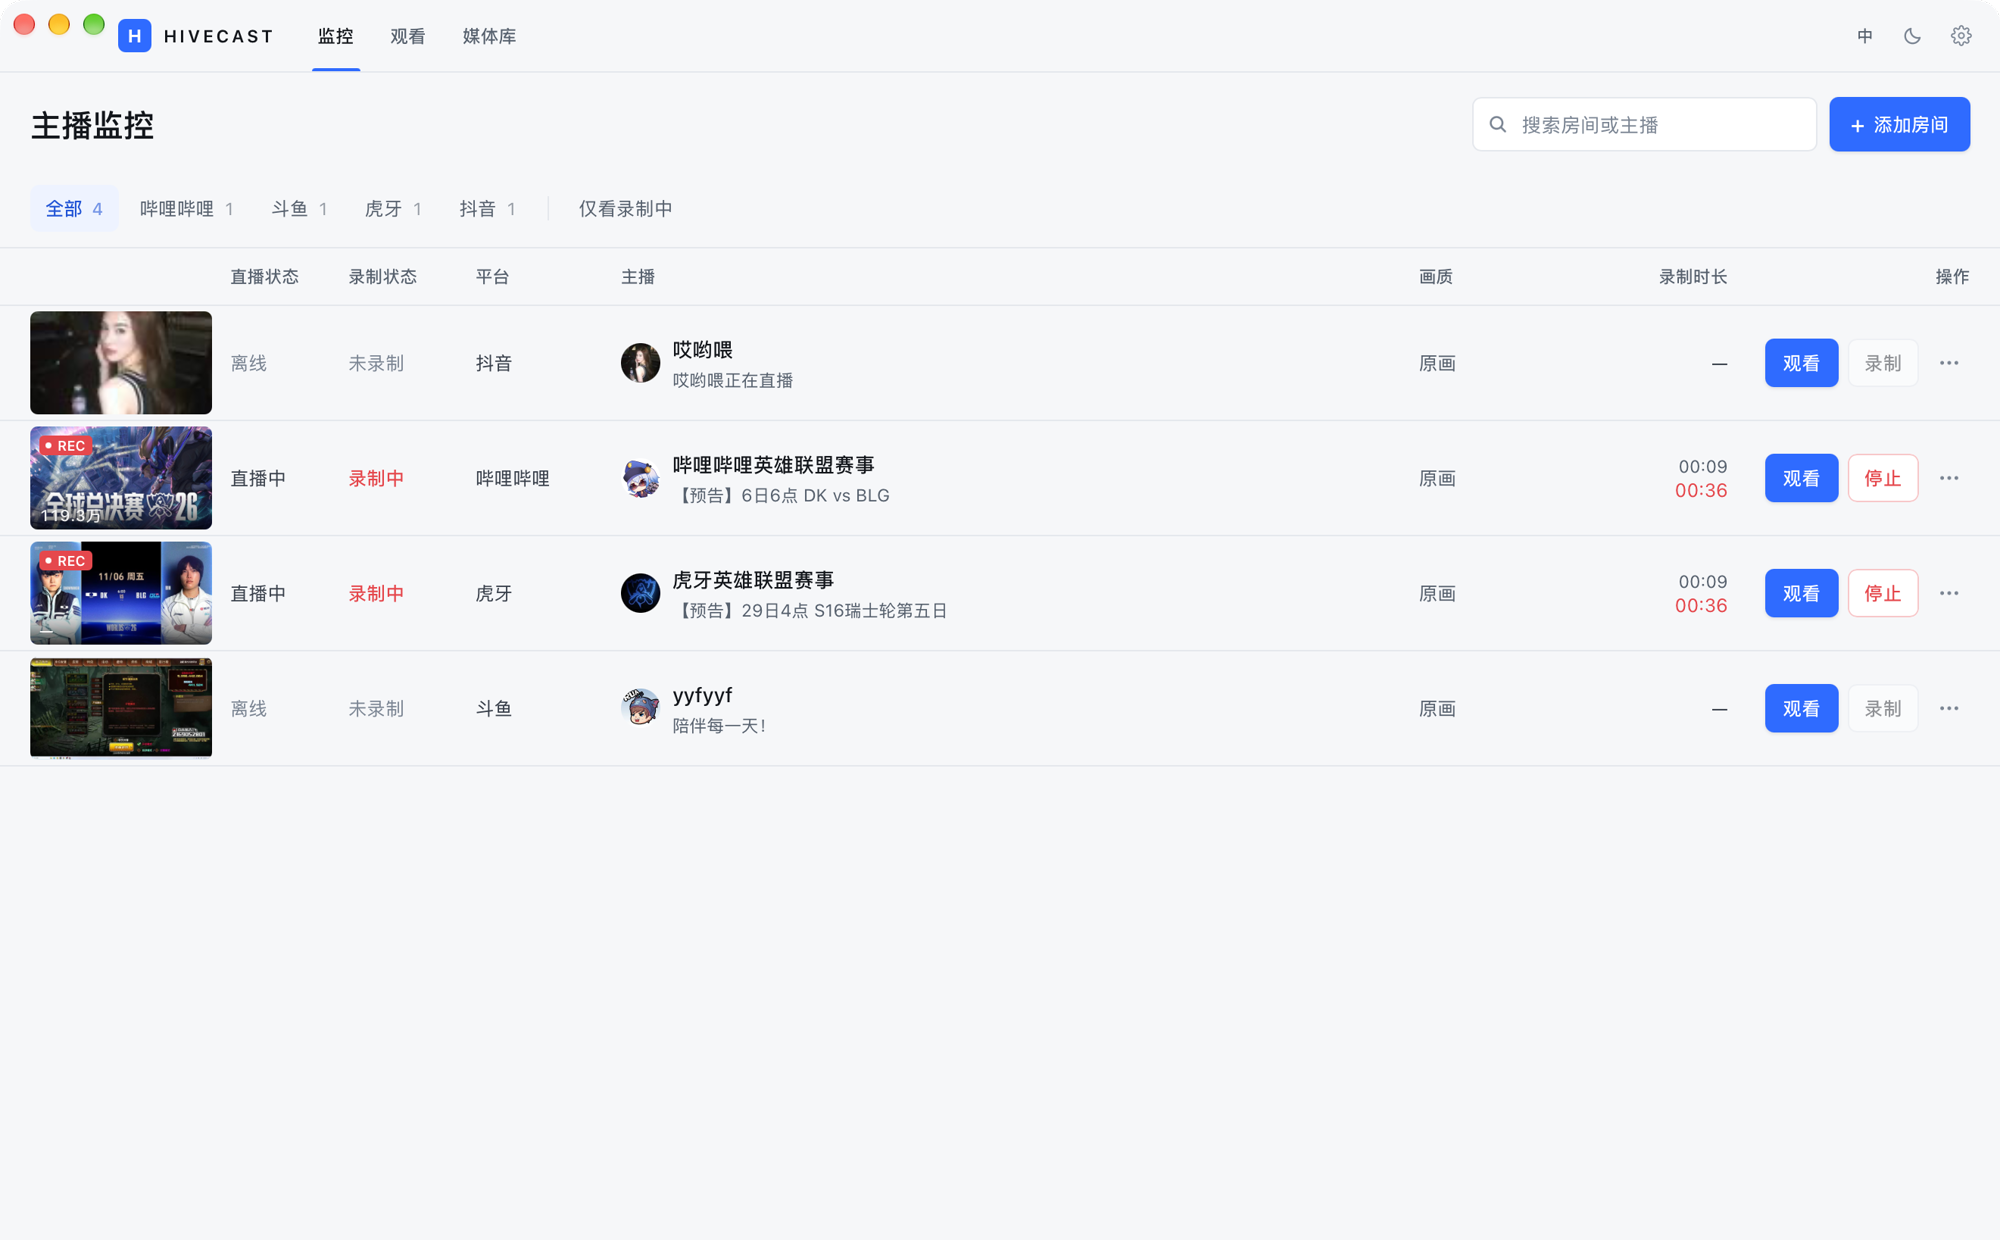 H HIVECAST 监控 观看 媒体库 中
主播监控
搜索房间或主播
+ 添加房间
全部 4 哔哩哔哩 1 斗鱼 1 虎牙 1 抖音 1 仅看录制中
直播状态 录制状态 平台 主播 画质 录制时长 操作
离线 未录制 抖音 哎哟喂 原画 — 观看 录制 ···
哎哟喂正在直播
REC
全球总决赛 26
119.3万
直播中 录制中 哔哩哔哩 哔哩哔哩英雄联盟赛事 原画 00:09 观看 停止 ···
【预告】6日6点 DK vs BLG 00:36
REC
11/06 周五
DK BLG
直播中 录制中 虎牙 虎牙英雄联盟赛事 原画 00:09 观看 停止 ···
【预告】29日4点 S16瑞士轮第五日 00:36
离线 未录制 斗鱼 yyfyyf 原画 — 观看 录制 ···
陪伴每一天！